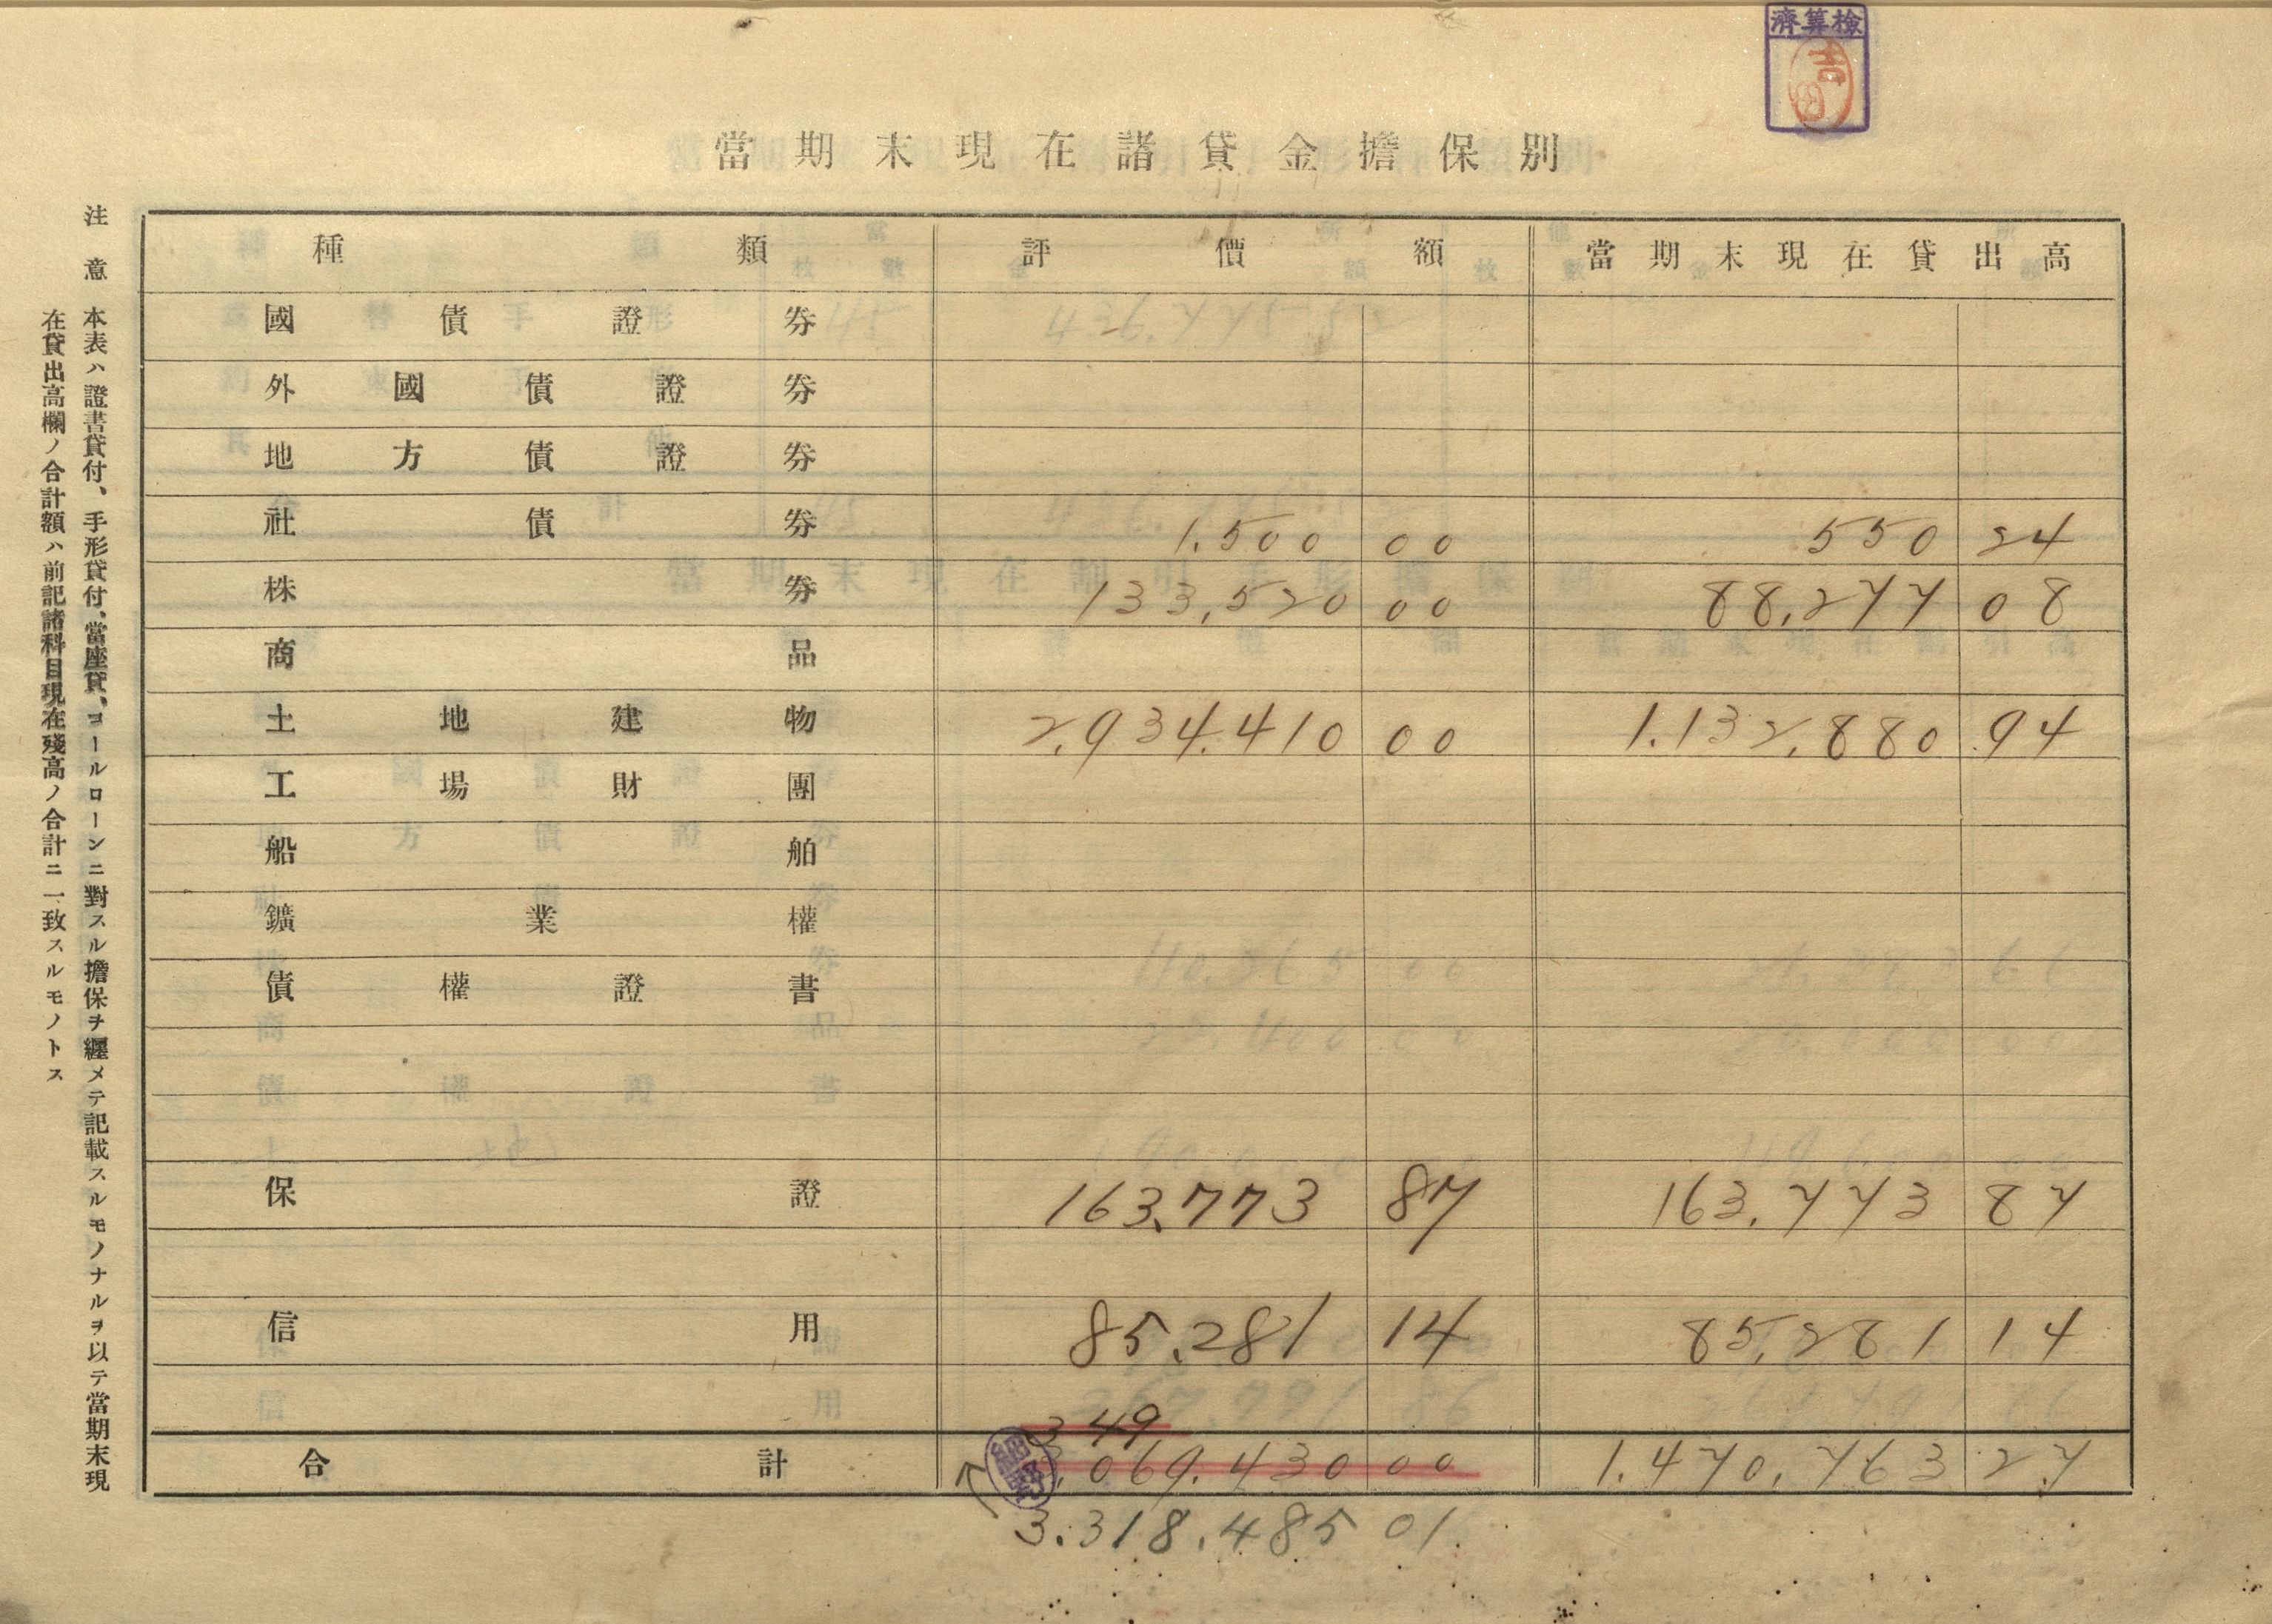 濟算檢
吉田
當期末現在諸貸金擔保別
種類 評價額 當期末現在貸出高
國債證券
外國債證券
地方債證券
社債券 1.500 00 550 24
株券 133,520 00 88,277 08
商品
土地建物 2,934.410 00 1.132,880 94
工場財團
船舶
鑛業權
債權證書
保證 163,773 87 163,773 87
信用 85,281 14 85,281 14
3 49
合計 3,069.430 00 1.470,763 27
3.318.485 01
注意 本表ハ證書貸付、手形貸付、當座貸、コールローンニ對スル擔保ヲ纒メテ記載スルモノナルヲ以テ當期末現
在貸出高欄ノ合計額ハ前記諸科目現在殘高ノ合計ニ一致スルモノトス